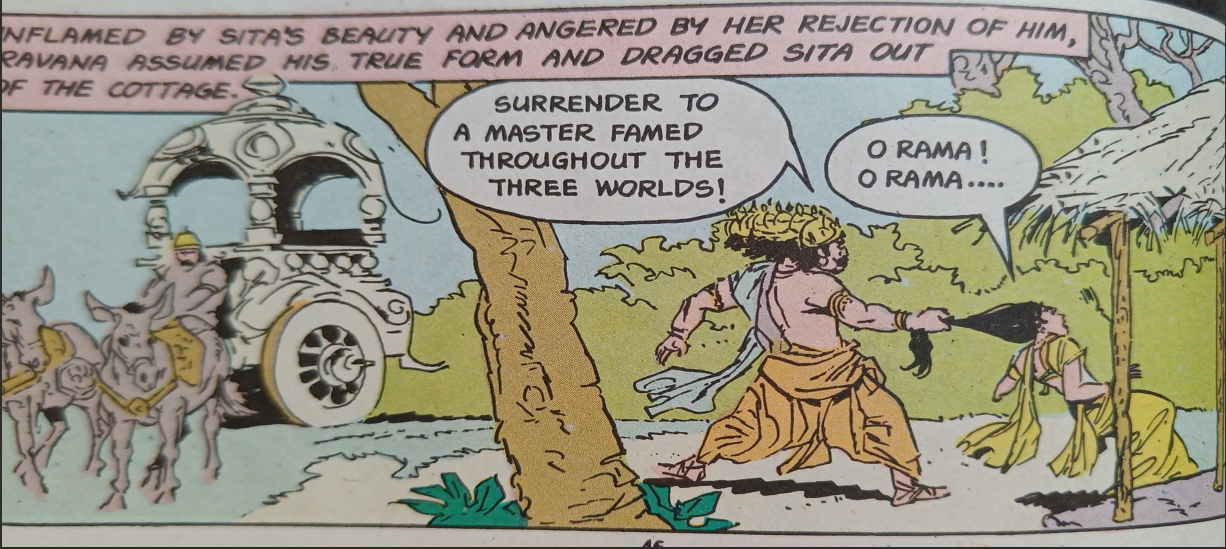 INFLAMED BY SITA'S BEAUTY AND ANGERED BY HER REJECTION OF HIM,
RAVANA ASSUMED HIS TRUE FORM AND DRAGGED SITA OUT
OF THE COTTAGE.
SURRENDER TO
A MASTER FAMED
THROUGHOUT THE
THREE WORLDS!
O RAMA!
O RAMA....